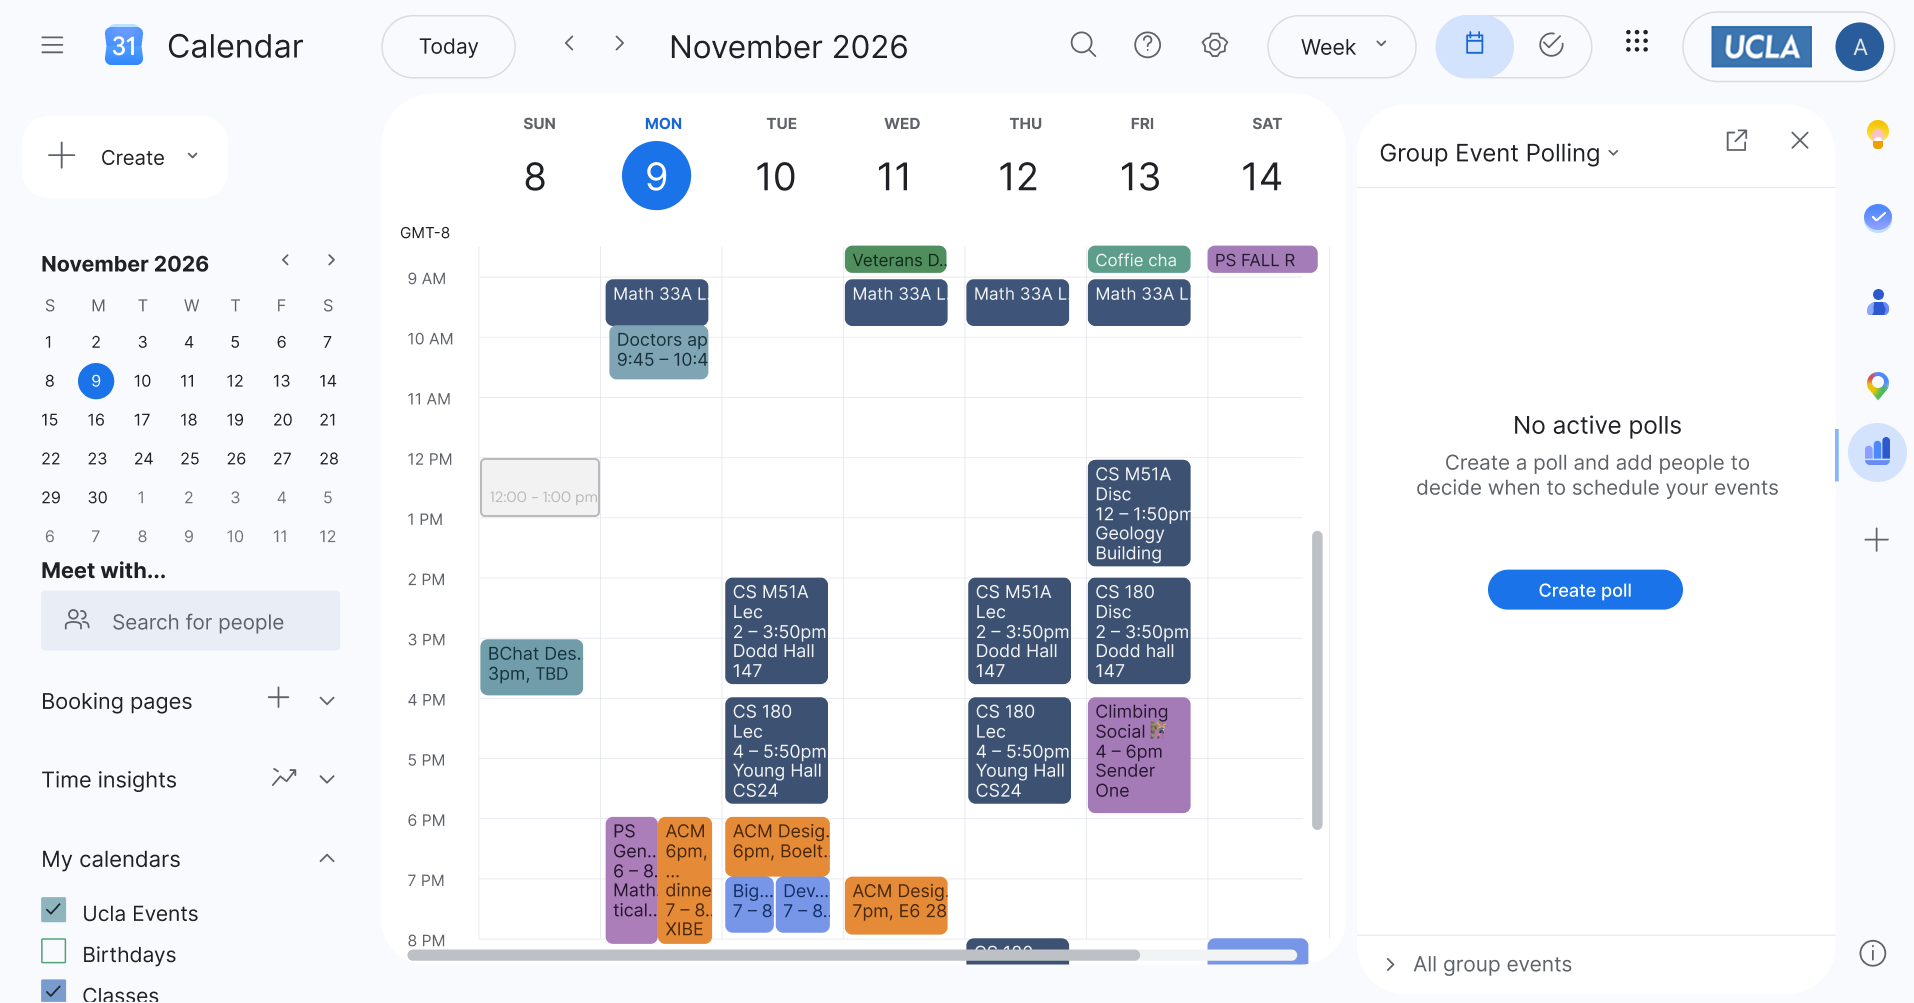 31 Calendar
Today
November 2026
Week
UCLA
A
Create
November 2026
S M T W T F S
1 2 3 4 5 6 7
8 9 10 11 12 13 14
15 16 17 18 19 20 21
22 23 24 25 26 27 28
29 30 1 2 3 4 5
6 7 8 9 10 11 12
Meet with...
Search for people
Booking pages
Time insights
My calendars
Ucla Events
Birthdays
Classes
SUN MON TUE WED THU FRI SAT
8 9 10 11 12 13 14
GMT-8
9 AM
10 AM
11 AM
12 PM
1 PM
2 PM
3 PM
4 PM
5 PM
6 PM
7 PM
8 PM
12:00 – 1:00 pm
BChat Des..
3pm, TBD
Math 33A L.
Doctors ap
9:45 – 10:4
PS
Gen...
6 – 8.
Math
tical...
ACM
6pm,
...
dinne
7 – 8..
XIBE
CS M51A
Lec
2 – 3:50pm
Dodd Hall
147
CS 180
Lec
4 – 5:50pm
Young Hall
CS24
ACM Desig.
6pm, Boelt..
Big...
7 – 8
Dev...
7 – 8..
Veterans D..
Math 33A L.
ACM Desig.
7pm, E6 28
Math 33A L.
CS M51A
Lec
2 – 3:50pm
Dodd Hall
147
CS 180
Lec
4 – 5:50pm
Young Hall
CS24
CS 180
Coffie cha
Math 33A L.
CS M51A
Disc
12 – 1:50pm
Geology
Building
CS 180
Disc
2 – 3:50pm
Dodd hall
147
Climbing
Social🧗
4 – 6pm
Sender
One
PS FALL R
Group Event Polling
No active polls
Create a poll and add people to
decide when to schedule your events
Create poll
All group events